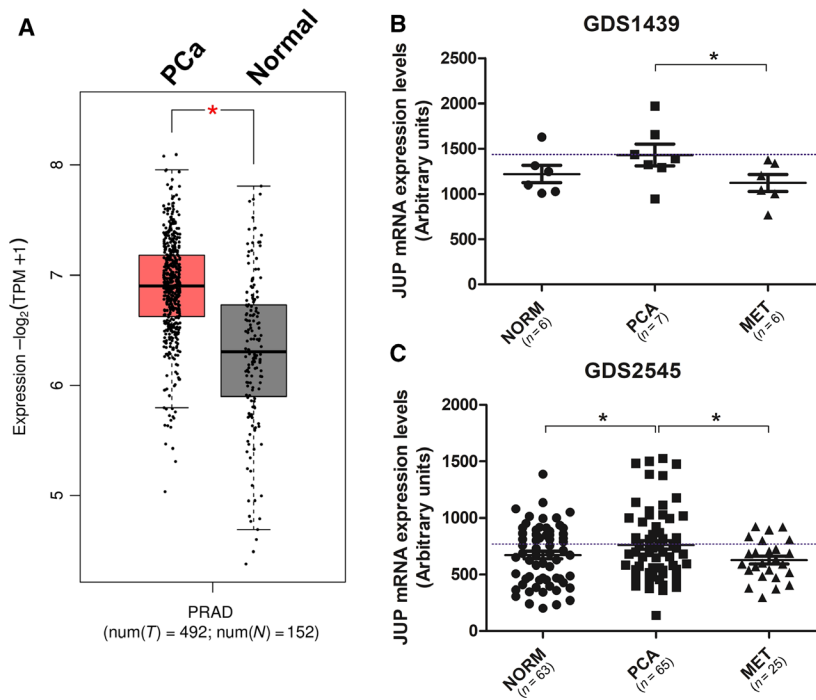 A
PCa
Normal
*
Expression –log2(TPM +1)
8
7
6
5
PRAD
(num(T) = 492; num(N) = 152)
B
GDS1439
JUP mRNA expression levels
(Arbitrary units)
2500
2000
1500
1000
500
0
*
NORM
(n = 6)
PCA
(n = 7)
MET
(n = 6)
C
GDS2545
JUP mRNA expression levels
(Arbitrary units)
2000
1500
1000
500
0
*
*
NORM
(n = 63)
PCA
(n = 65)
MET
(n = 25)